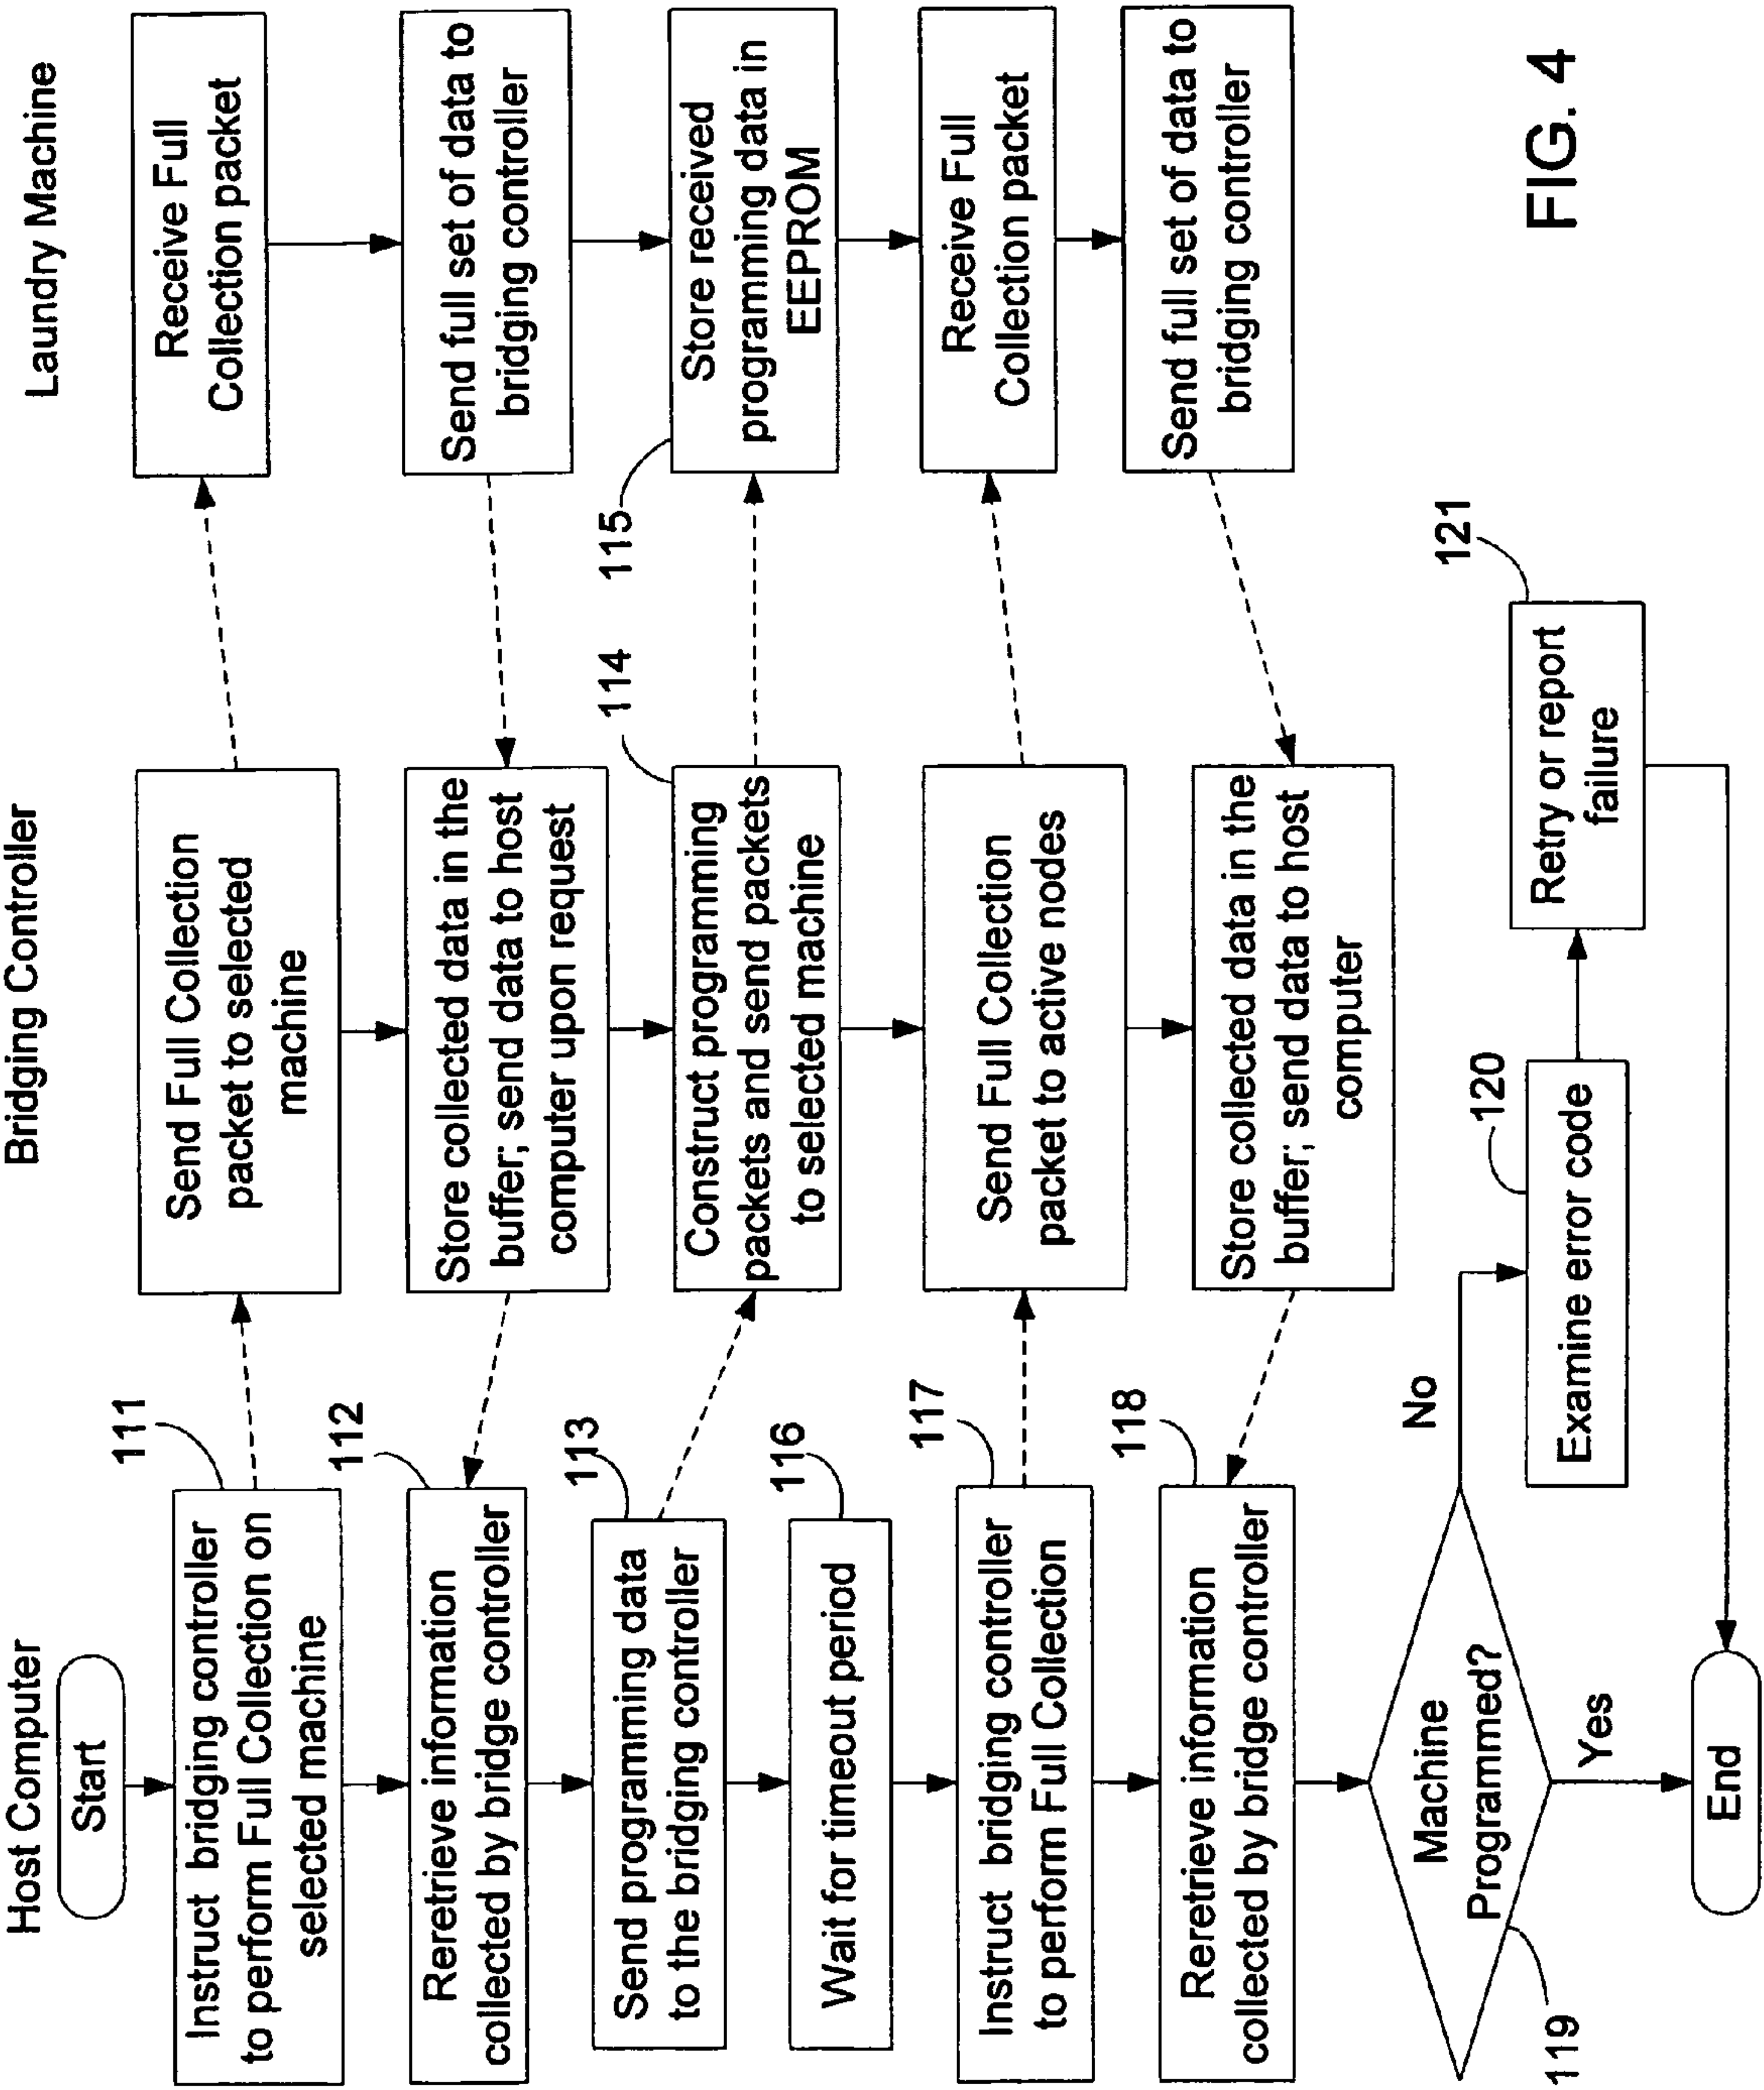 Host Computer
Start
111
Instruct bridging controller
to perform Full Collection on
selected machine
112
Reretrieve information
collected by bridge controller
113
Send programming data
to the bridging controller
116
Wait for timeout period
117
Instruct bridging controller
to perform Full Collection
118
Reretrieve information
collected by bridge controller
Machine
Programmed?
119
No
Yes
End
Bridging Controller
Send Full Collection
packet to selected
machine
Store collected data in the
buffer; send data to host
computer upon request
114
Construct programming
packets and send packets
to selected machine
Send Full Collection
packet to active nodes
Store collected data in the
buffer; send data to host
computer
120
Examine error code
121
Retry or report
failure
Laundry Machine
Receive Full
Collection packet
Send full set of data to
bridging controller
115
Store received
programming data in
EEPROM
Receive Full
Collection packet
Send full set of data to
bridging controller
FIG. 4